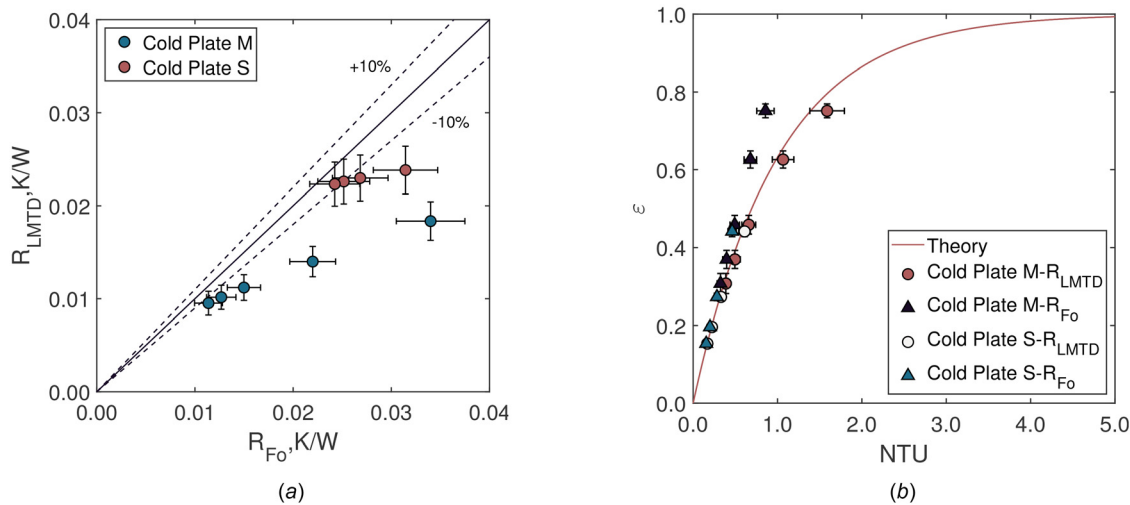 0.04
0.03
0.02
0.01
0.00
R_LMTD,K/W
Cold Plate M
Cold Plate S
+10%
-10%
0.00 0.01 0.02 0.03 0.04
R_Fo,K/W
(a)
1.0
0.8
0.6
0.4
0.2
0.0
ε
Theory
Cold Plate M-R_LMTD
Cold Plate M-R_Fo
Cold Plate S-R_LMTD
Cold Plate S-R_Fo
0.0 1.0 2.0 3.0 4.0 5.0
NTU
(b)